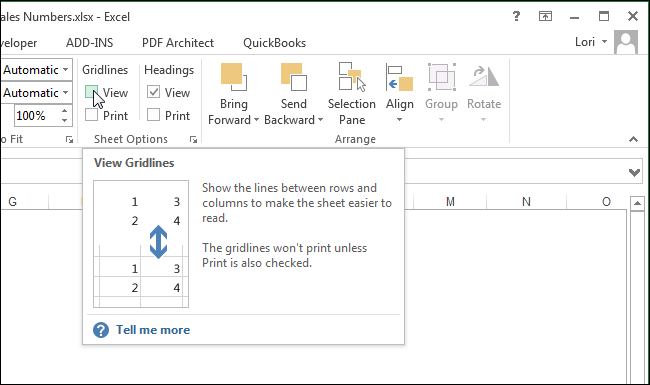 ales Numbers.xlsx - Excel
?
veloper ADD-INS PDF Architect QuickBooks Lori
Automatic Gridlines Headings
Automatic View View Bring Forward Send Backward Selection Pane Align Group Rotate
100% Print Print
o Fit Sheet Options Arrange
G M N O
View Gridlines
1 3
2 4
1 3
2 4
Show the lines between rows and
columns to make the sheet easier to
read.
The gridlines won't print unless
Print is also checked.
? Tell me more